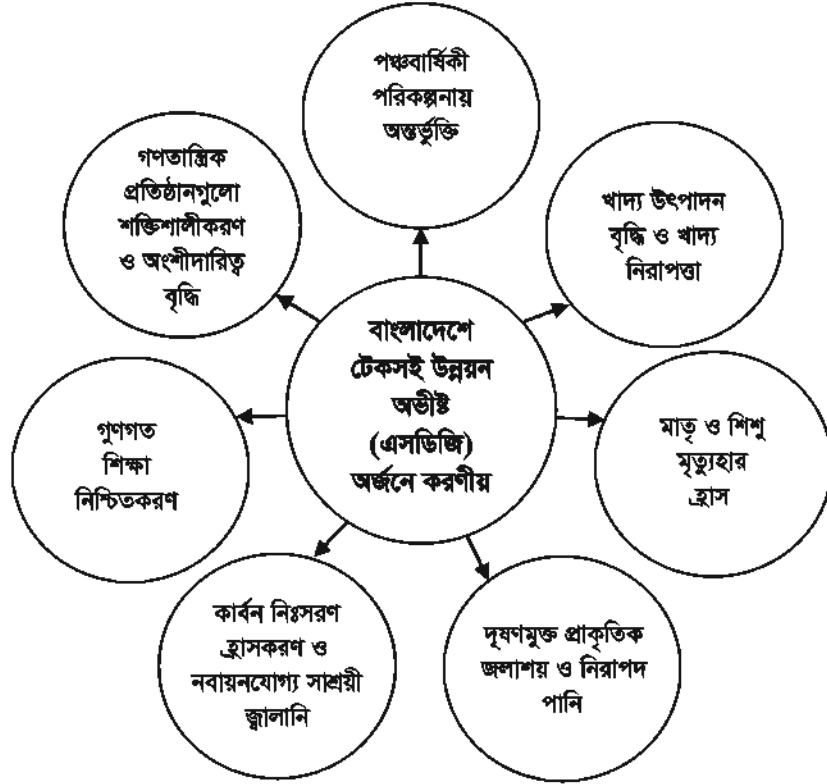 পঞ্চবার্ষিকী
পরিকল্পনায়
অন্তর্ভুক্তি
গণতান্ত্রিক
প্রতিষ্ঠানগুলো
শক্তিশালীকরণ
ও অংশীদারিত্ব
বৃদ্ধি
খাদ্য উৎপাদন
বৃদ্ধি ও খাদ্য
নিরাপত্তা
বাংলাদেশে
টেকসই উন্নয়ন
অভীষ্ট
(এসডিজি)
অর্জনে করণীয়
গুণগত
শিক্ষা
নিশ্চিতকরণ
মাতৃ ও শিশু
মৃত্যুহার
হ্রাস
কার্বন নিঃসরণ
হ্রাসকরণ ও
নবায়নযোগ্য সাশ্রয়ী
জ্বালানি
দূষণমুক্ত প্রাকৃতিক
জলাশয় ও নিরাপদ
পানি